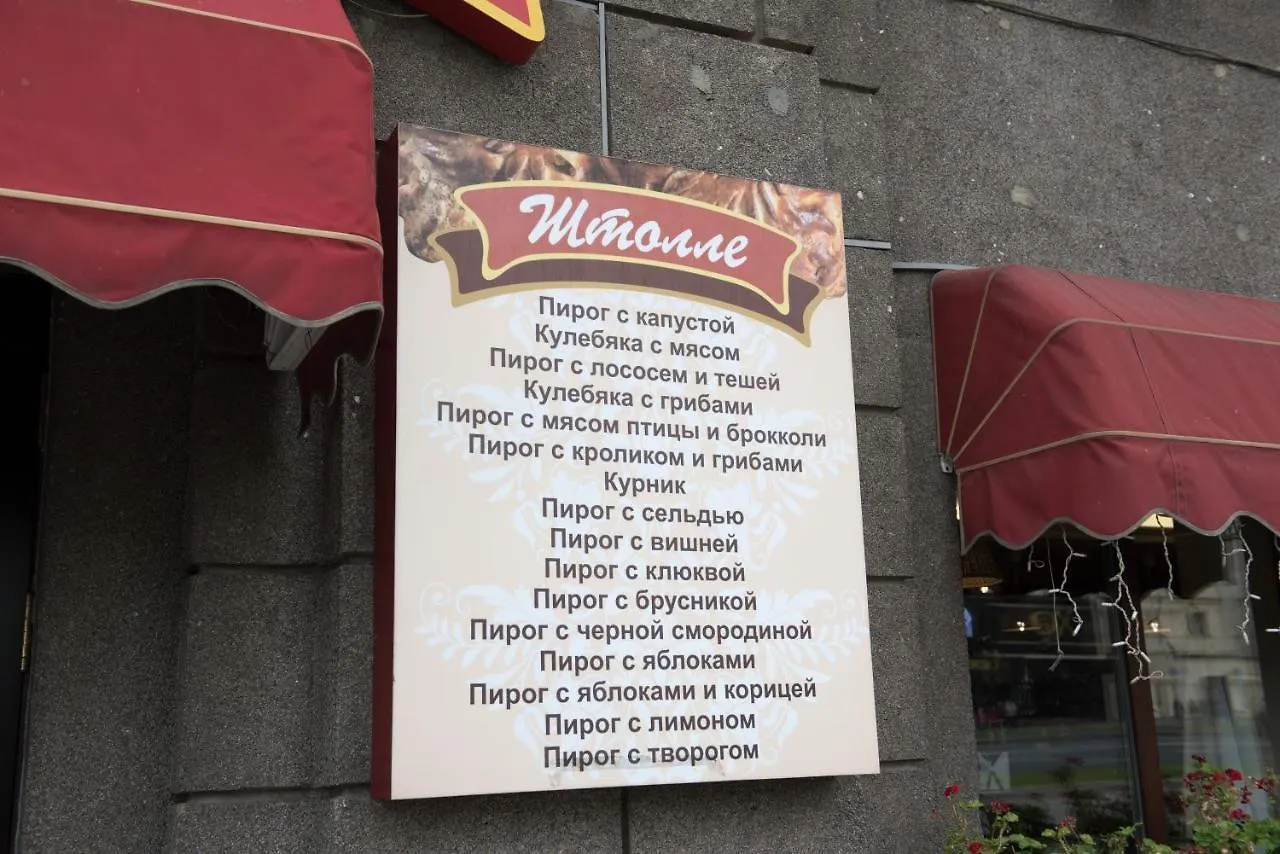 Штолле
Пирог с капустой
Кулебяка с мясом
Пирог с лососем и тешей
Кулебяка с грибами
Пирог с мясом птицы и брокколи
Пирог с кроликом и грибами
Курник
Пирог с сельдью
Пирог с вишней
Пирог с клюквой
Пирог с брусникой
Пирог с черной смородиной
Пирог с яблоками
Пирог с яблоками и корицей
Пирог с лимоном
Пирог с творогом